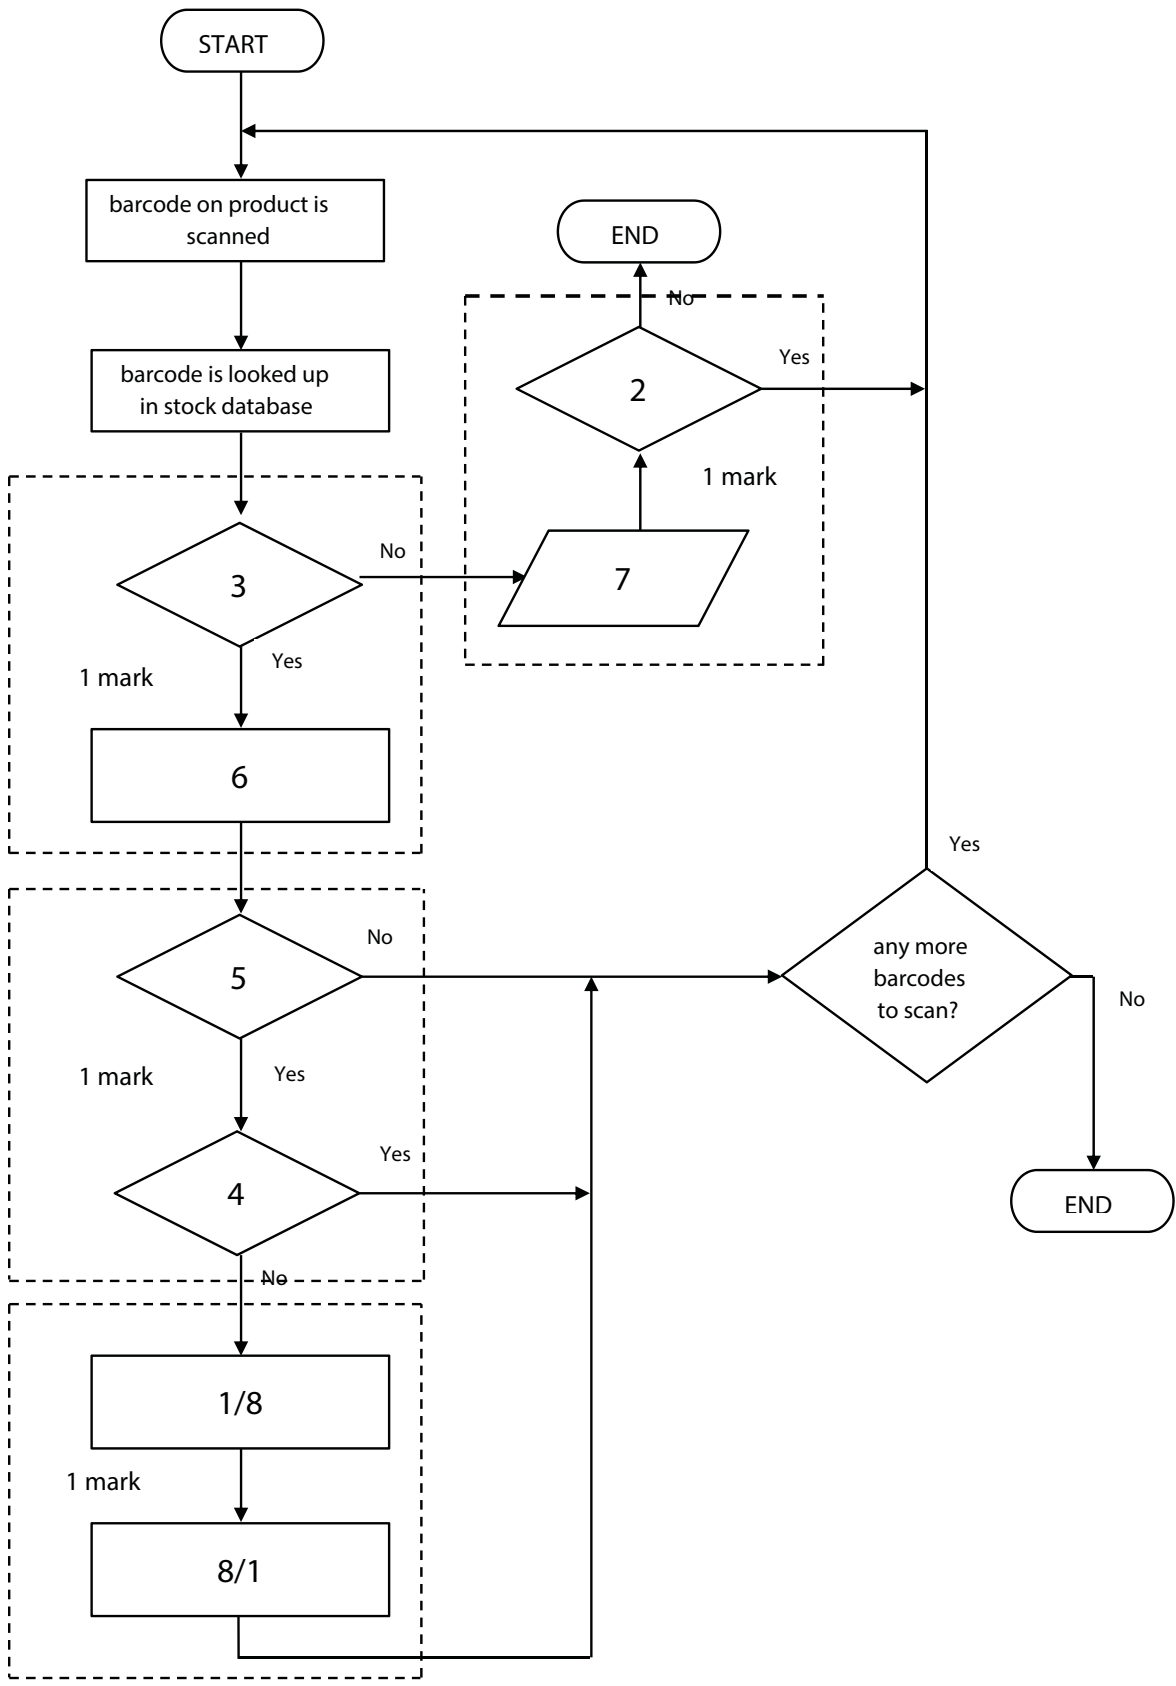 START
barcode on product is
scanned
END
No
barcode is looked up
in stock database
2
Yes
1 mark
3
No
7
Yes
1 mark
6
Yes
5
No
any more
barcodes
to scan?
No
1 mark
Yes
4
Yes
END
No
1/8
1 mark
8/1